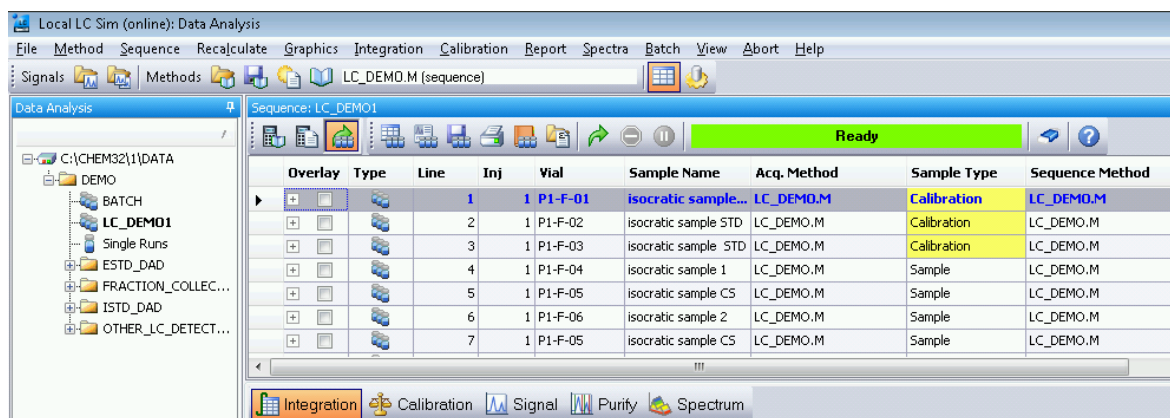 Local LC Sim (online): Data Analysis
File Method Sequence Recalculate Graphics Integration Calibration Report Spectra Batch View Abort Help
Signals Methods LC_DEMO.M (sequence)
Data Analysis
C:\CHEM32\1\DATA
DEMO
BATCH
LC_DEMO1
Single Runs
ESTD_DAD
FRACTION_COLLEC...
ISTD_DAD
OTHER_LC_DETECT...
Sequence: LC_DEMO1
Ready
Overlay Type Line Inj Vial Sample Name Acq. Method Sample Type Sequence Method
1 1 P1-F-01 isocratic sample... LC_DEMO.M Calibration LC_DEMO.M
2 1 P1-F-02 isocratic sample STD LC_DEMO.M Calibration LC_DEMO.M
3 1 P1-F-03 isocratic sample STD LC_DEMO.M Calibration LC_DEMO.M
4 1 P1-F-04 isocratic sample 1 LC_DEMO.M Sample LC_DEMO.M
5 1 P1-F-05 isocratic sample CS LC_DEMO.M Sample LC_DEMO.M
6 1 P1-F-06 isocratic sample 2 LC_DEMO.M Sample LC_DEMO.M
7 1 P1-F-05 isocratic sample CS LC_DEMO.M Sample LC_DEMO.M
Integration Calibration Signal Purify Spectrum